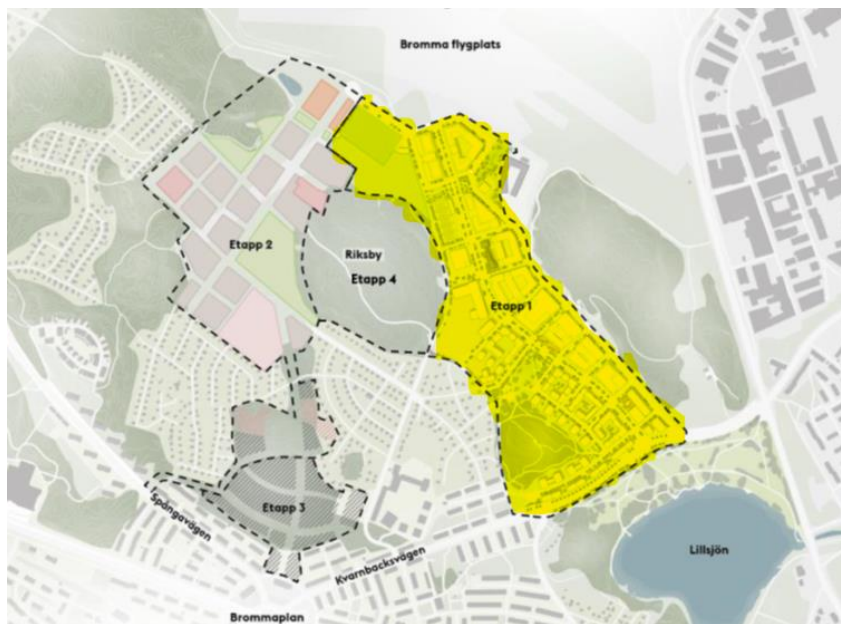 Bromma flygplats
Etapp 2
Riksby
Etapp 4
Etapp 1
Etapp 3
Spångavägen
Kvarnbacksvägen
Lillsjön
Brommaplan